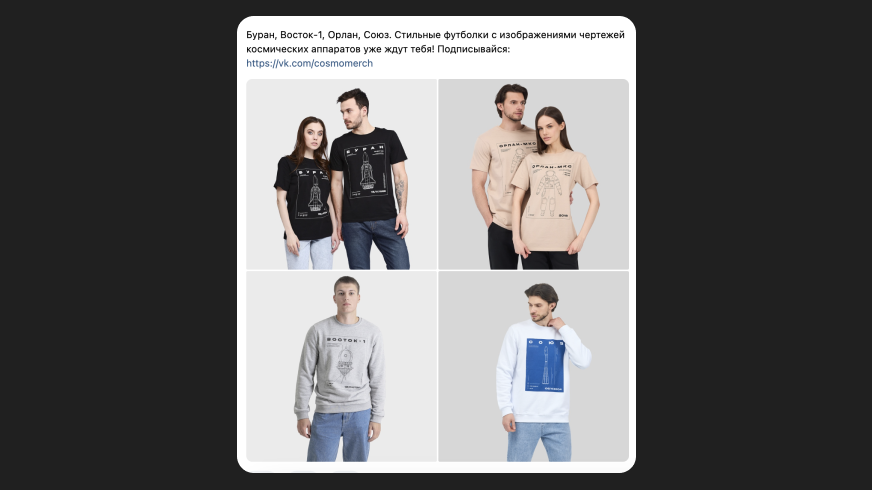 Буран, Восток-1, Орлан, Союз. Стильные футболки с изображениями чертежей
космических аппаратов уже ждут тебя! Подписывайся:
https://vk.com/cosmomerch
БУРАН
БУРАН
ОРЛАН-МКС
ОРЛАН-МКС
ВОСТОК-1
СОЮЗ